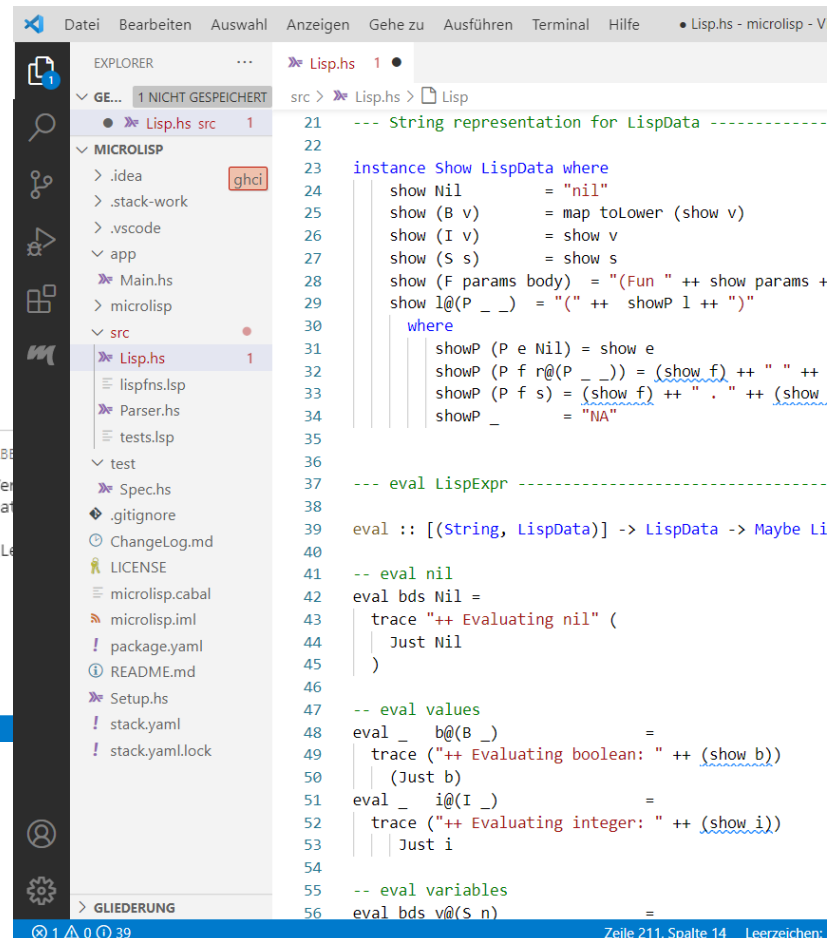 Datei Bearbeiten Auswahl Anzeigen Gehe zu Ausführen Terminal Hilfe ● Lisp.hs - microlisp - V
EXPLORER ···
Lisp.hs 1 ●
1
GE... 1 NICHT GESPEICHERT
src > Lisp.hs > Lisp
● Lisp.hs src 1
MICROLISP
.idea
ghci
.stack-work
.vscode
app
Main.hs
microlisp
src
Lisp.hs 1
lispfns.lsp
Parser.hs
tests.lsp
test
Spec.hs
.gitignore
ChangeLog.md
LICENSE
microlisp.cabal
microlisp.iml
! package.yaml
README.md
Setup.hs
! stack.yaml
! stack.yaml.lock
GLIEDERUNG
21 --- String representation for LispData -------------
22
23 instance Show LispData where
24 show Nil = "nil"
25 show (B v) = map toLower (show v)
26 show (I v) = show v
27 show (S s) = show s
28 show (F params body) = "(Fun " ++ show params +
29 show l@(P _ _) = "(" ++ showP l ++ ")"
30 where
31 showP (P e Nil) = show e
32 showP (P f r@(P _ _)) = (show f) ++ " " ++
33 showP (P f s) = (show f) ++ " . " ++ (show
34 showP _ = "NA"
35
36
37 --- eval LispExpr ----------------------------------
38
39 eval :: [(String, LispData)] -> LispData -> Maybe Li
40
41 -- eval nil
42 eval bds Nil =
43 trace "++ Evaluating nil" (
44 Just Nil
45 )
46
47 -- eval values
48 eval _ b@(B _) =
49 trace ("++ Evaluating boolean: " ++ (show b))
50 (Just b)
51 eval _ i@(I _) =
52 trace ("++ Evaluating integer: " ++ (show i))
53 Just i
54
55 -- eval variables
56 eval bds v@(S n) =
1 0 39 Zeile 211, Spalte 14 Leerzeichen: